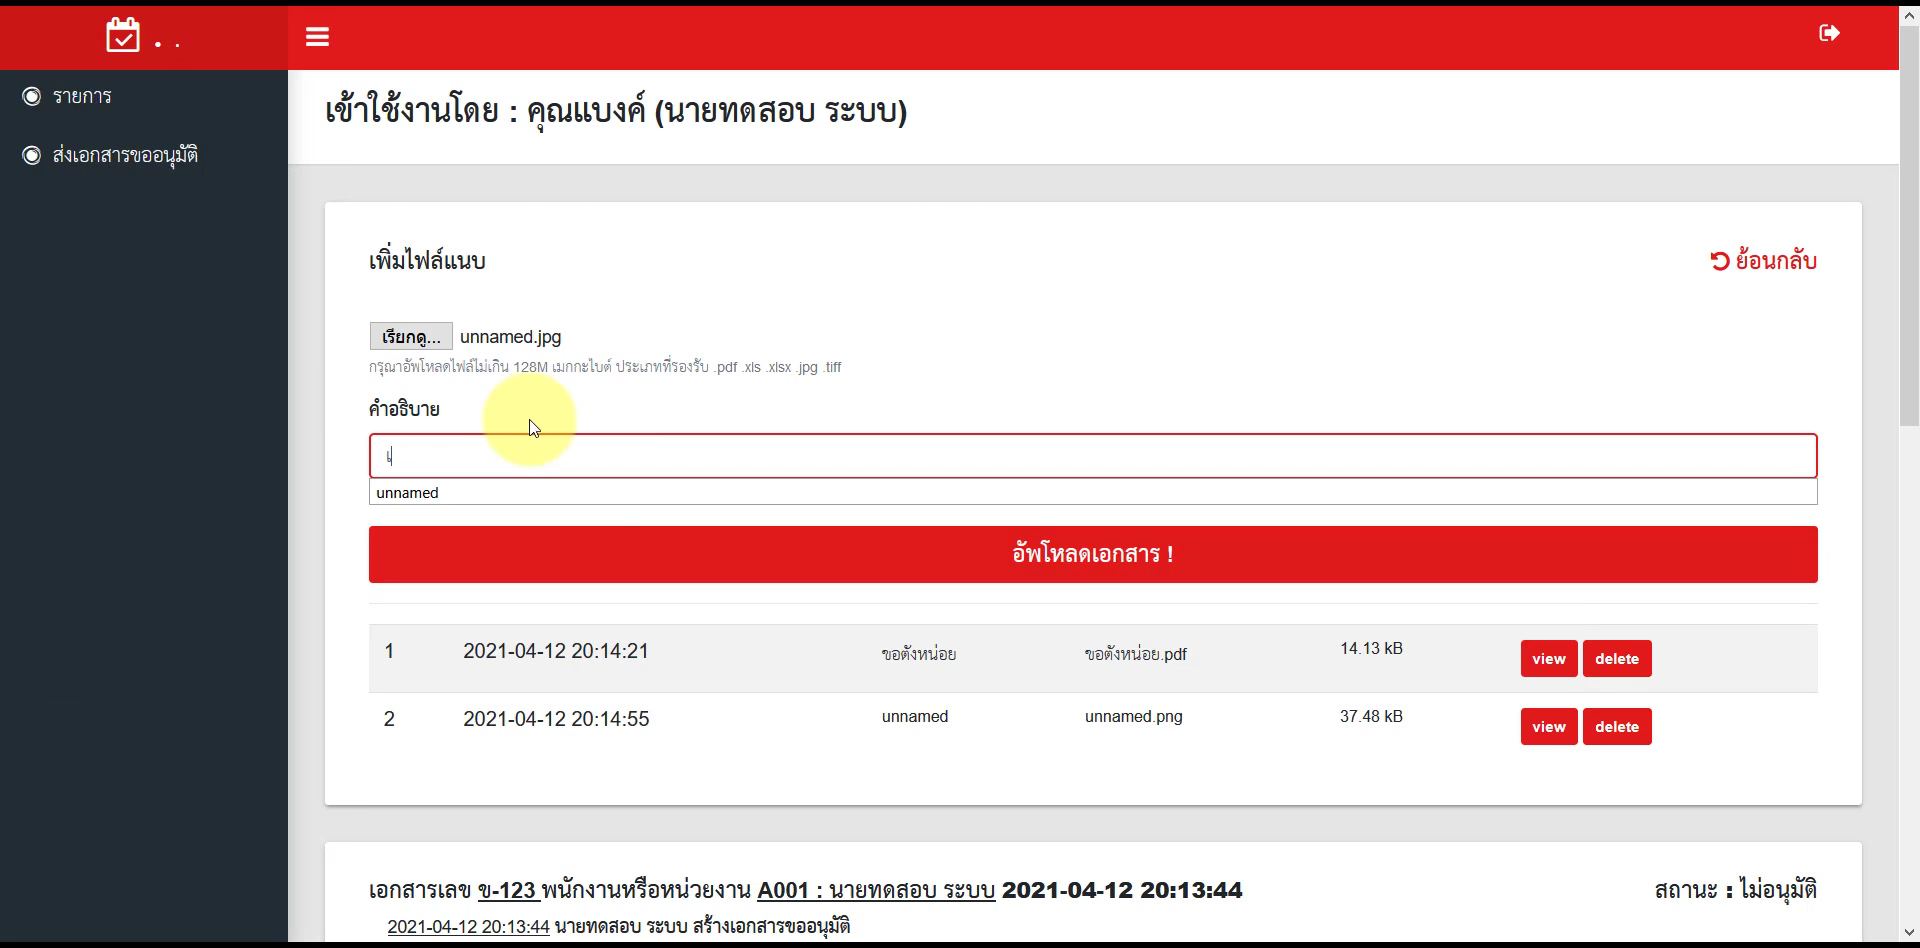 รายการ
ส่งเอกสารขออนุมัติ
เข้าใช้งานโดย : คุณแบงค์ (นายทดสอบ ระบบ)
เพิ่มไฟล์แนบ
ย้อนกลับ
เรียกดู... unnamed.jpg
กรุณาอัพโหลดไฟล์ไม่เกิน 128M เมกกะไบต์ ประเภทที่รองรับ .pdf .xls .xlsx .jpg .tiff
คำอธิบาย
เ
unnamed
อัพโหลดเอกสาร !
1 2021-04-12 20:14:21 ขอตังหน่อย ขอตังหน่อย.pdf 14.13 kB view delete
2 2021-04-12 20:14:55 unnamed unnamed.png 37.48 kB view delete
เอกสารเลข ข-123 พนักงานหรือหน่วยงาน A001 : นายทดสอบ ระบบ 2021-04-12 20:13:44 สถานะ : ไม่อนุมัติ
2021-04-12 20:13:44 นายทดสอบ ระบบ สร้างเอกสารขออนุมัติ